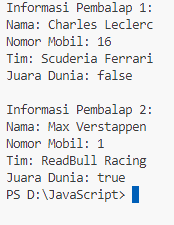 Informasi Pembalap 1:
Nama: Charles Leclerc
Nomor Mobil: 16
Tim: Scuderia Ferrari
Juara Dunia: false

Informasi Pembalap 2:
Nama: Max Verstappen
Nomor Mobil: 1
Tim: ReadBull Racing
Juara Dunia: true
PS D:\JavaScript>